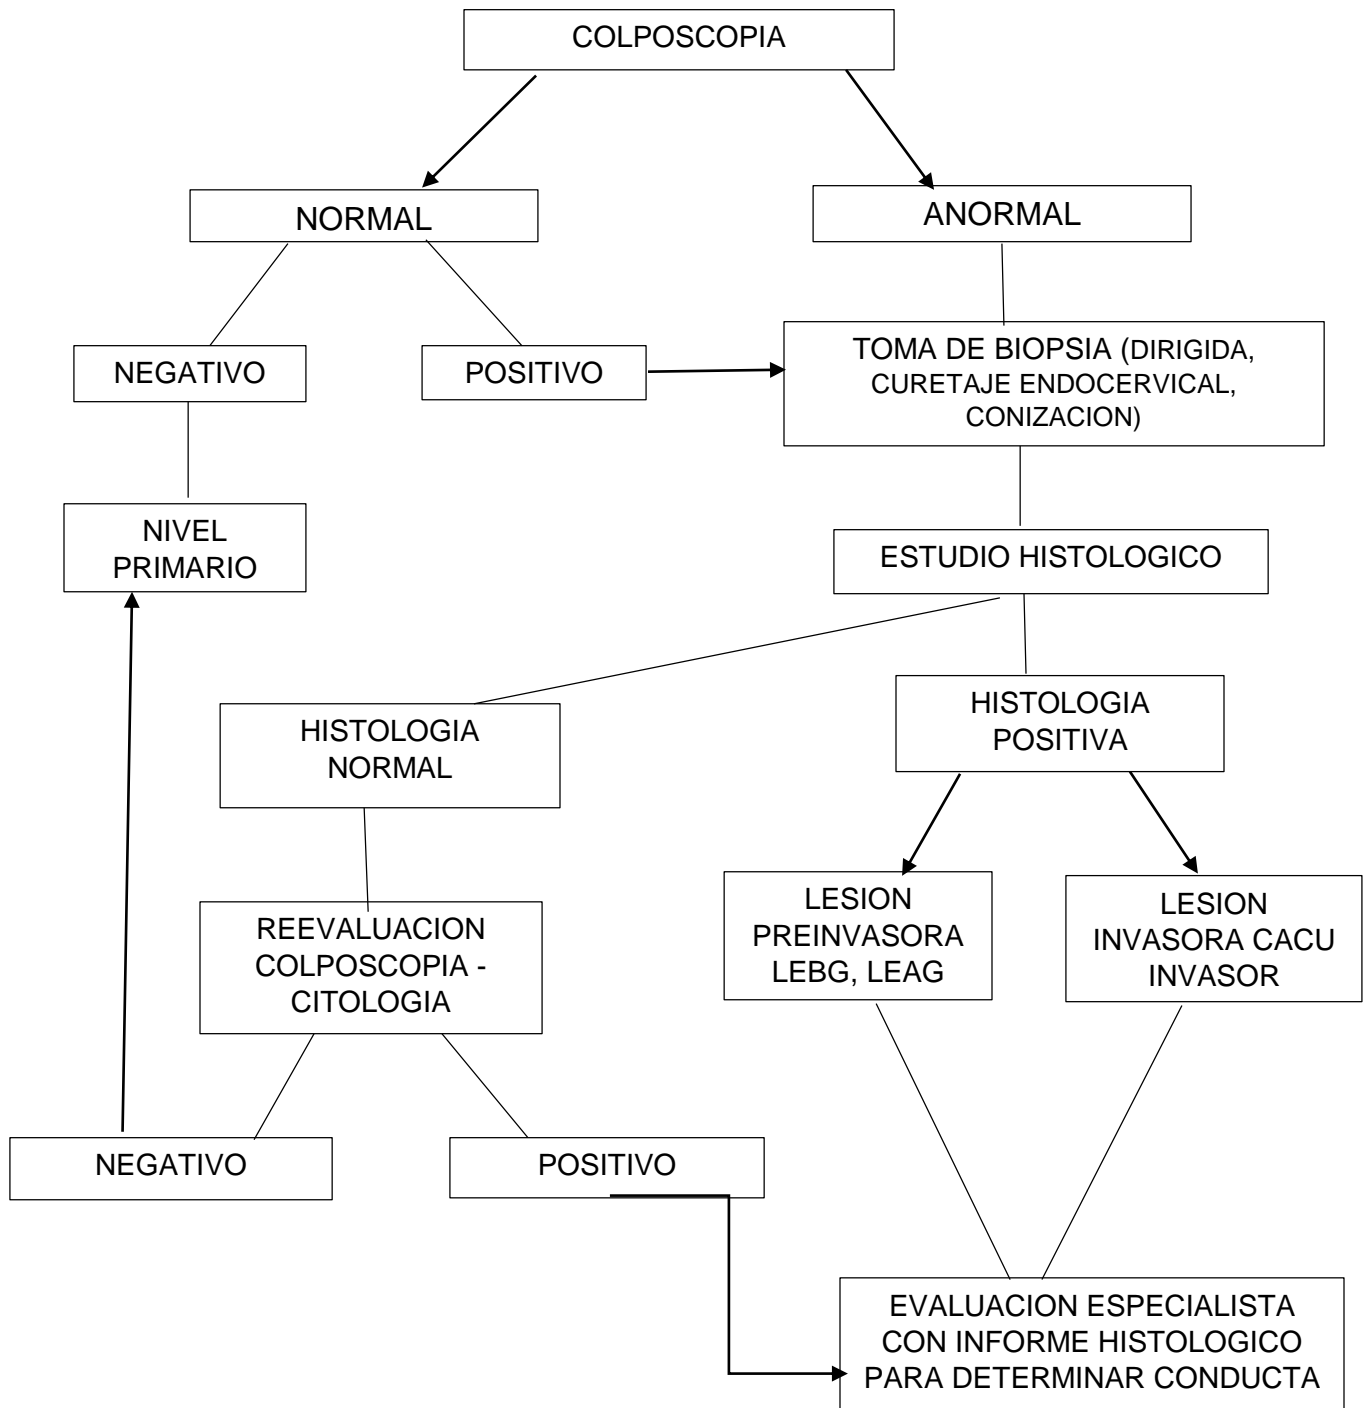 COLPOSCOPIA
NORMAL
ANORMAL
NEGATIVO
POSITIVO
TOMA DE BIOPSIA (DIRIGIDA,
CURETAJE ENDOCERVICAL,
CONIZACION)
NIVEL
PRIMARIO
ESTUDIO HISTOLOGICO
HISTOLOGIA
NORMAL
HISTOLOGIA
POSITIVA
REEVALUACION
COLPOSCOPIA -
CITOLOGIA
LESION
PREINVASORA
LEBG, LEAG
LESION
INVASORA CACU
INVASOR
NEGATIVO
POSITIVO
EVALUACION ESPECIALISTA
CON INFORME HISTOLOGICO
PARA DETERMINAR CONDUCTA